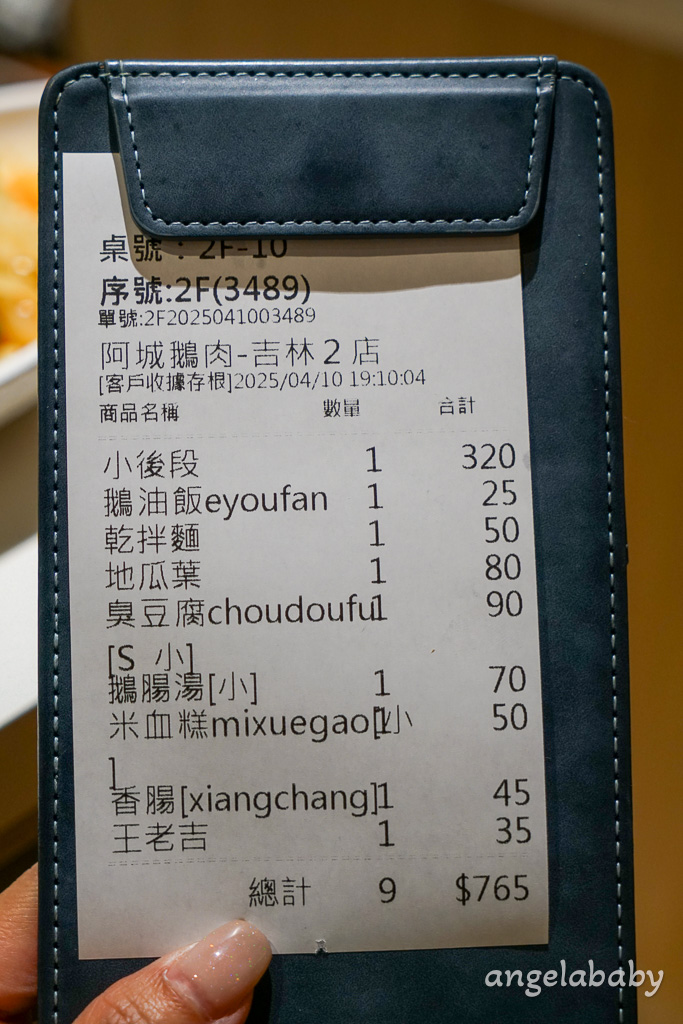 桌號：2F-10
序號:2F(3489)
單號:2F2025041003489
阿城鵝肉-吉林２店
[客戶收據存根]2025/04/10 19:10:04
商品名稱 數量 合計
小後段 1 320
鵝油飯eyoufan 1 25
乾拌麵 1 50
地瓜葉 1 80
臭豆腐choudoufu 1 90
[S 小]
鵝腸湯[小] 1 70
米血糕mixuegao[小 1 50
]
香腸[xiangchang] 1 45
王老吉 1 35
總計 9 $765
angelababy